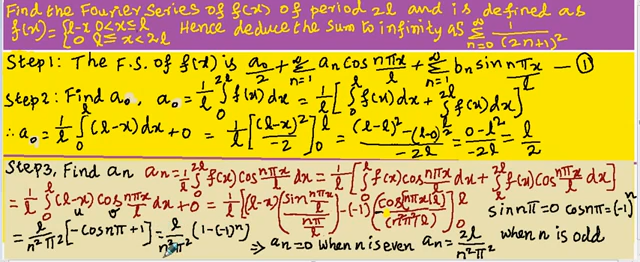 Find the Fourier Series of f(x) of period 2l and is defined as
f(x) = { l-x 0<x≤l
0 l≤x<2l Hence deduce the sum to infinity as ∞Σn=0 1/(2n+1)²
Step1: The F.S. of f(x) is a₀/2 + ∞Σn=1 aₙ cos nπx/l + ∞Σn=1 bₙ sin nπx/l — ①
Step2: Find a₀, a₀ = 1/l ∫₀^2l f(x)dx = 1/l [∫₀^l f(x)dx + ∫_l^2l f(x)dx]
∴ a₀ = 1/l ∫₀^l (l-x)dx + 0 = 1/l [(l-x)²/-2]₀^l = (l-l)²-(l-0)²/-2l = 0-l²/-2l = l/2
Step3, Find aₙ aₙ = 1/l ∫₀^2l f(x)cos nπx/l dx = 1/l [∫₀^l f(x)cos nπx/l dx + ∫_l^2l f(x)cos nπx/l dx]
= 1/l ∫₀^l (l-x) cos nπx/l dx + 0 = 1/l [(l-x) (sin nπx/l / nπ/l) - (-1) (-cos(nπx/l)/(n²π²/l²))]₀^l
u v sin nπ = 0 cos nπ = (-1)ⁿ
= l/n²π² [-cos nπ + 1] = l/n²π² (1-(-1)ⁿ) ⇒ aₙ = 0 when n is even aₙ = 2l/n²π² when n is odd